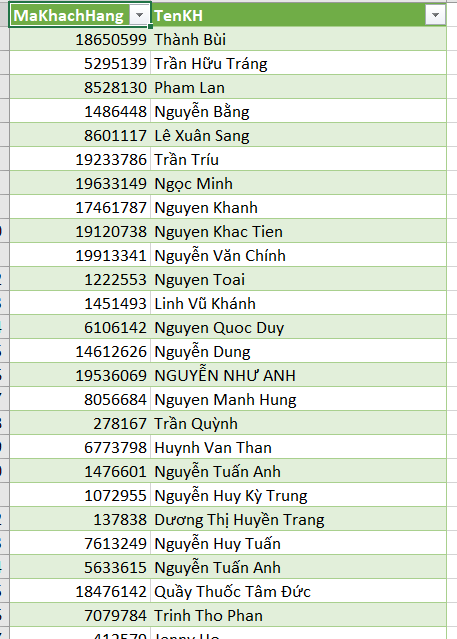 MaKhachHang TenKH
18650599 Thành Bùi
5295139 Trần Hữu Tráng
8528130 Pham Lan
1486448 Nguyễn Bằng
8601117 Lê Xuân Sang
19233786 Trần Tríu
19633149 Ngọc Minh
17461787 Nguyen Khanh
19120738 Nguyen Khac Tien
19913341 Nguyễn Văn Chính
1222553 Nguyen Toai
1451493 Linh Vũ Khánh
6106142 Nguyen Quoc Duy
14612626 Nguyễn Dung
19536069 NGUYỄN NHƯ ANH
8056684 Nguyen Manh Hung
278167 Trần Quỳnh
6773798 Huynh Van Than
1476601 Nguyễn Tuấn Anh
1072955 Nguyễn Huy Kỳ Trung
137838 Dương Thị Huyền Trang
7613249 Nguyễn Huy Tuấn
5633615 Nguyễn Tuấn Anh
18476142 Quầy Thuốc Tâm Đức
7079784 Trinh Tho Phan